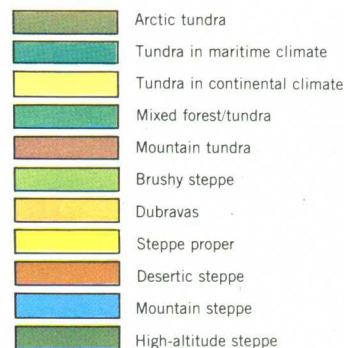 Arctic tundra
Tundra in maritime climate
Tundra in continental climate
Mixed forest/tundra
Mountain tundra
Brushy steppe
Dubravas
Steppe proper
Desertic steppe
Mountain steppe
High-altitude steppe